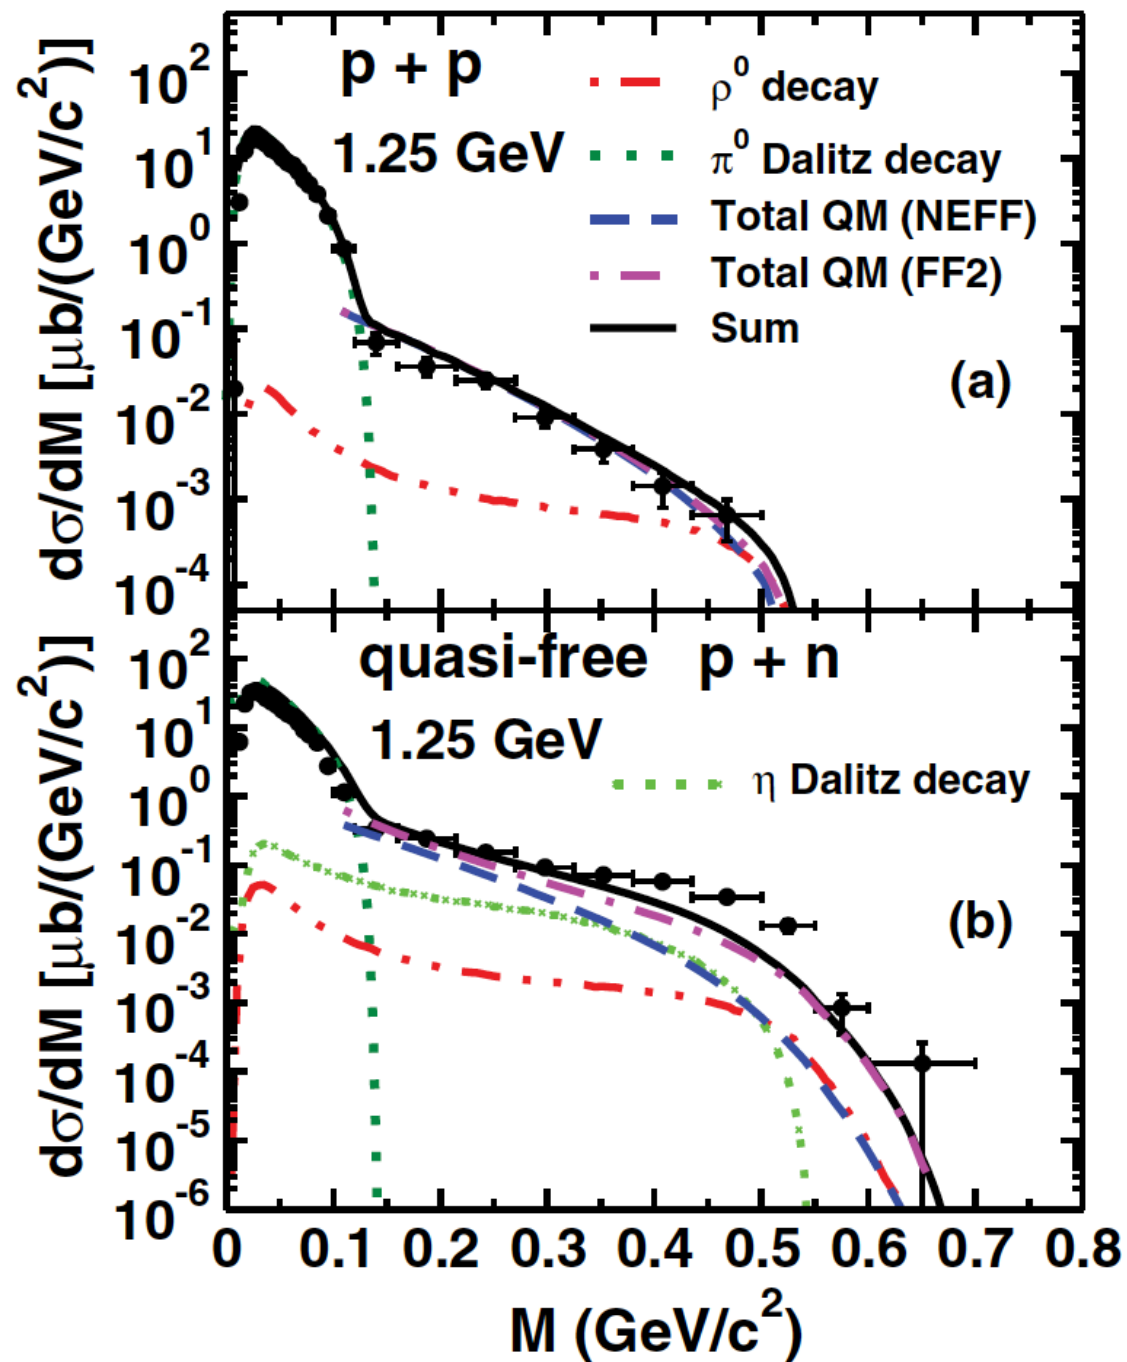 p + p
1.25 GeV
ρ⁰ decay
π⁰ Dalitz decay
Total QM (NEFF)
Total QM (FF2)
Sum
(a)
dσ/dM [μb/(GeV/c²)]
10²
10¹
10⁰
10⁻¹
10⁻²
10⁻³
10⁻⁴
quasi-free p + n
1.25 GeV
η Dalitz decay
(b)
dσ/dM [μb/(GeV/c²)]
10²
10¹
10⁰
10⁻¹
10⁻²
10⁻³
10⁻⁴
10⁻⁵
10⁻⁶
0 0.1 0.2 0.3 0.4 0.5 0.6 0.7 0.8
M (GeV/c²)